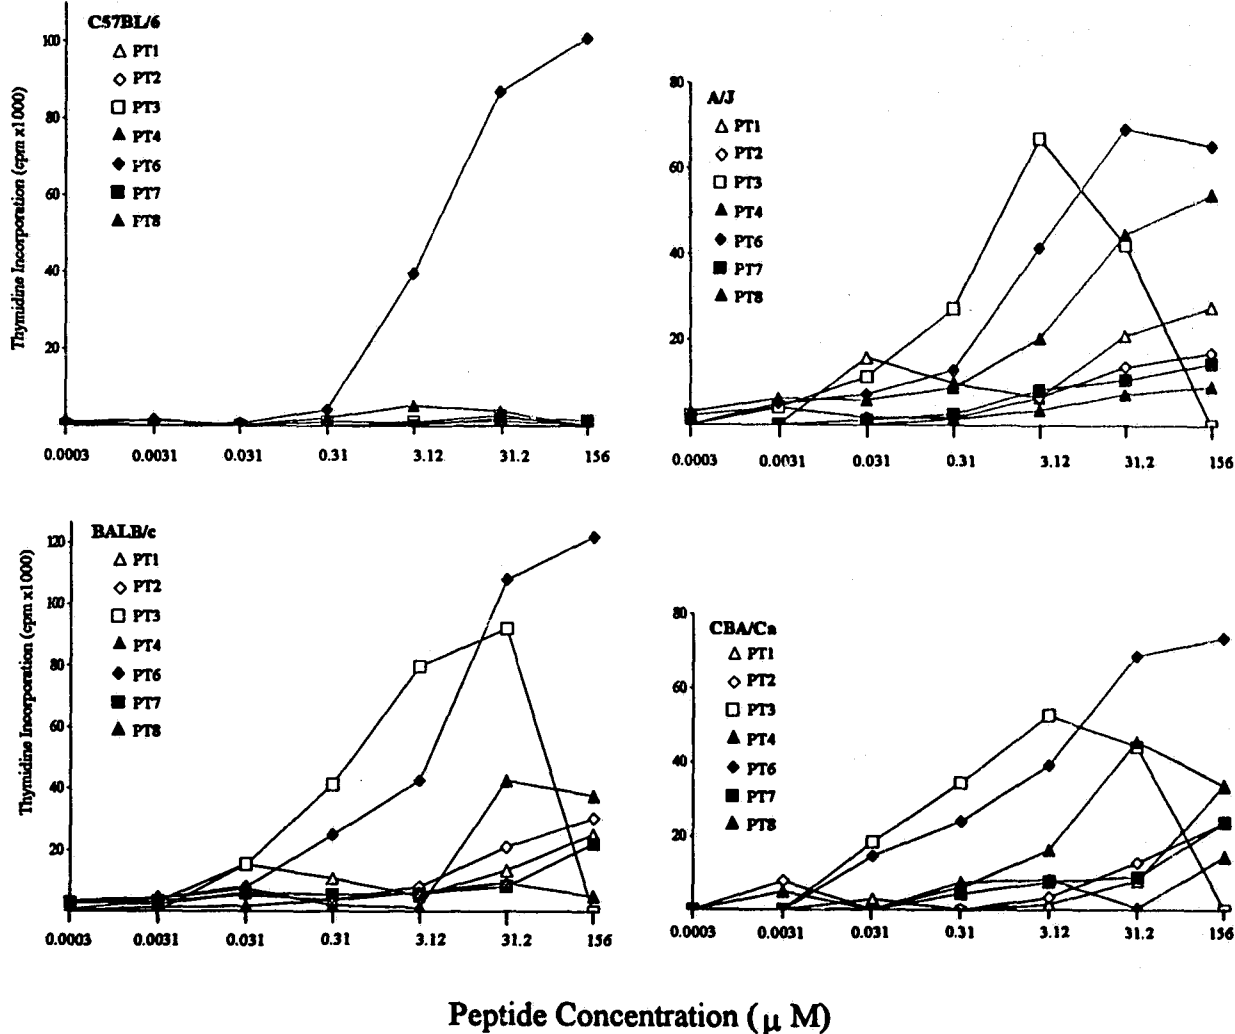 C57BL/6
PT1
PT2
PT3
PT4
PT6
PT7
PT8
Thymidine Incorporation (cpm x1000)
100
80
60
40
20
0.0003 0.0031 0.031 0.31 3.12 31.2 156
A/J
PT1
PT2
PT3
PT4
PT6
PT7
PT8
80
60
40
20
0.0003 0.0031 0.031 0.31 3.12 31.2 156
BALB/c
PT1
PT2
PT3
PT4
PT6
PT7
PT8
Thymidine Incorporation (cpm x1000)
120
100
80
60
40
20
0.0003 0.0031 0.031 0.31 3.12 31.2 156
CBA/Ca
PT1
PT2
PT3
PT4
PT6
PT7
PT8
80
60
40
20
0.0003 0.0031 0.031 0.31 3.12 31.2 156
Peptide Concentration (μ M)